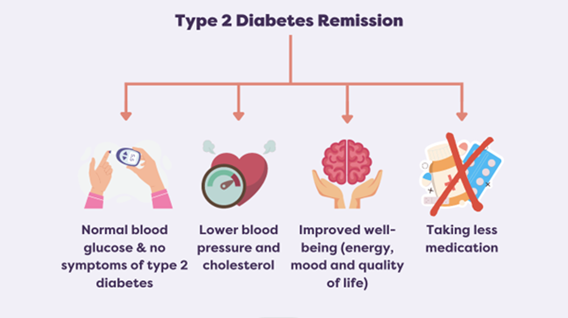 Type 2 Diabetes Remission
Normal blood
glucose & no
symptoms of type 2
diabetes
Lower blood
pressure and
cholesterol
Improved well-
being (energy,
mood and quality
of life)
Taking less
medication